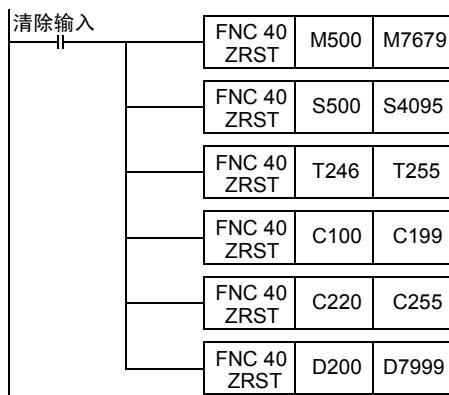 清除输入
FNC 40
ZRST M500 M7679
FNC 40
ZRST S500 S4095
FNC 40
ZRST T246 T255
FNC 40
ZRST C100 C199
FNC 40
ZRST C220 C255
FNC 40
ZRST D200 D7999